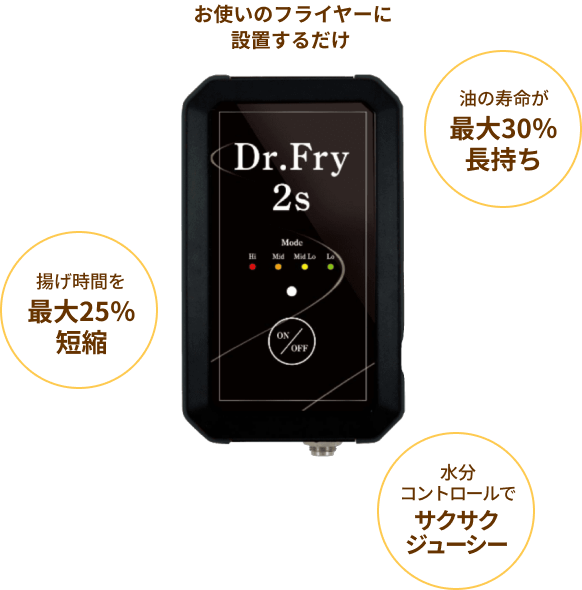 お使いのフライヤーに
設置するだけ
油の寿命が
最大30%
長持ち
Dr.Fry
2s
Mode
Hi Mid Mid Lo Lo
ON
OFF
揚げ時間を
最大25%
短縮
水分
コントロールで
サクサク
ジューシー